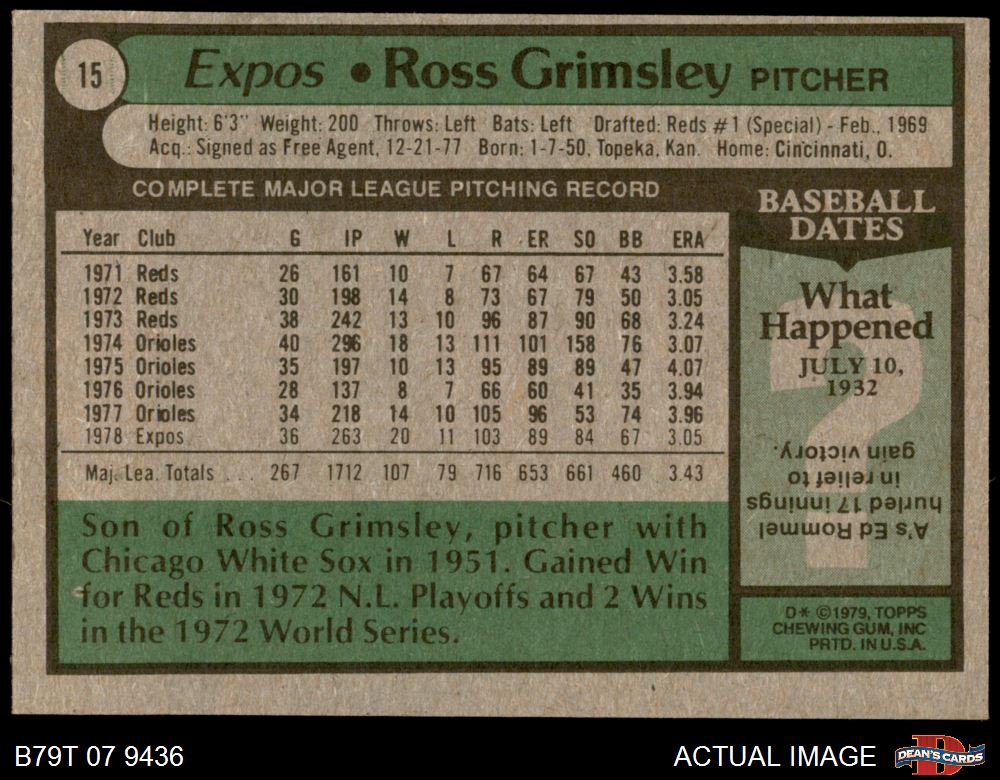 15
Expos • Ross Grimsley PITCHER
Height: 6'3" Weight: 200 Throws: Left Bats: Left Drafted: Reds #1 (Special) - Feb., 1969
Acq.: Signed as Free Agent, 12-21-77 Born: 1-7-50, Topeka, Kan. Home: Cincinnati, O.
COMPLETE MAJOR LEAGUE PITCHING RECORD
Year Club G IP W L R ER SO BB ERA
1971 Reds 26 161 10 7 67 64 67 43 3.58
1972 Reds 30 198 14 8 73 67 79 50 3.05
1973 Reds 38 242 13 10 96 87 90 68 3.24
1974 Orioles 40 296 18 13 111 101 158 76 3.07
1975 Orioles 35 197 10 13 95 89 89 47 4.07
1976 Orioles 28 137 8 7 66 60 41 35 3.94
1977 Orioles 34 218 14 10 105 96 53 74 3.96
1978 Expos 36 263 20 11 103 89 84 67 3.05
Maj. Lea. Totals . . . 267 1712 107 79 716 653 661 460 3.43
Son of Ross Grimsley, pitcher with
Chicago White Sox in 1951. Gained Win
for Reds in 1972 N.L. Playoffs and 2 Wins
in the 1972 World Series.
BASEBALL
DATES
What
Happened
JULY 10,
1932
?
A's Ed Rommel
hurled 17 innings
in relief to
gain victory.
D* ©1979, TOPPS
CHEWING GUM, INC
PRTD. IN U.S.A.
B79T 07 9436
ACTUAL IMAGE
D
DEAN'S CARDS